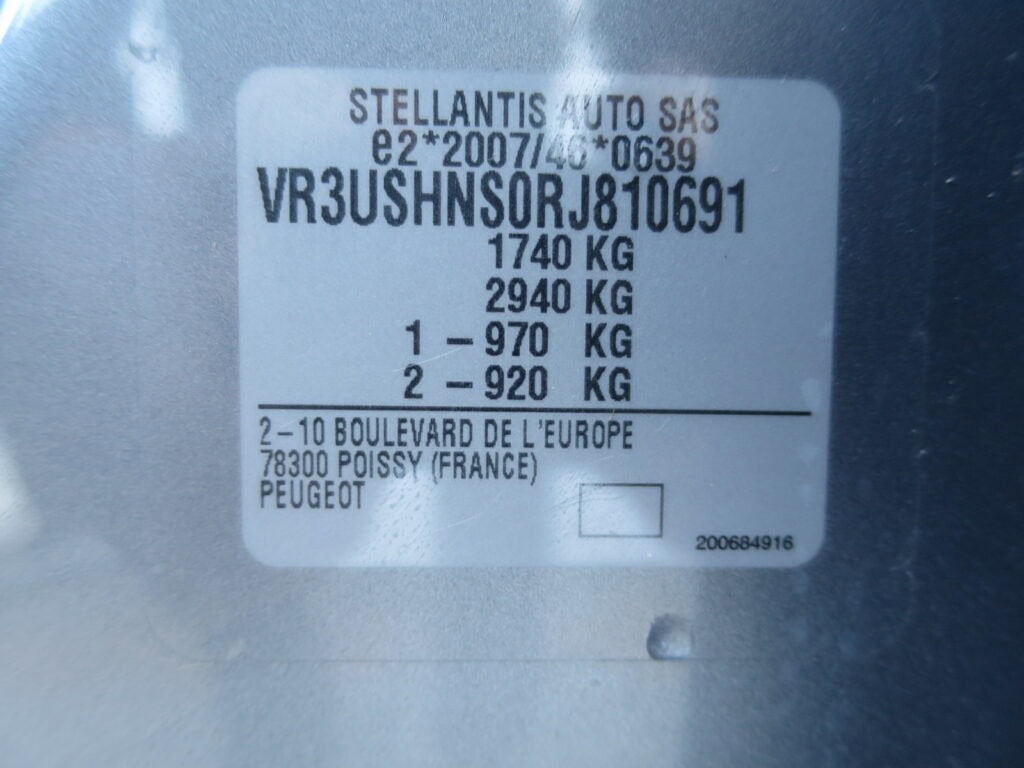 STELLANTIS AUTO SAS
e2*2007/46*0639
VR3USHNS0RJ810691
1740 KG
2940 KG
1 – 970 KG
2 – 920 KG
2–10 BOULEVARD DE L'EUROPE
78300 POISSY (FRANCE)
PEUGEOT
200684916